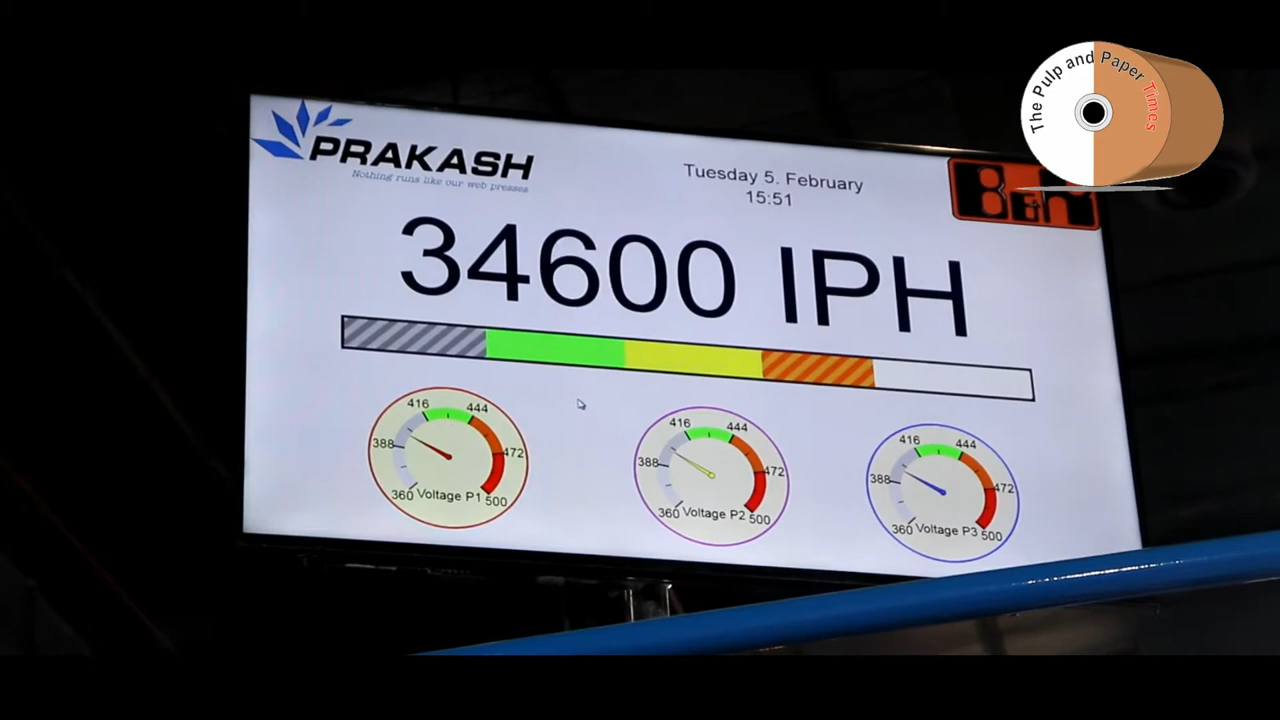 The Pulp and Paper Times
PRAKASH
Nothing runs like our web presses
Tuesday 5. February
15:51
B&R
34600 IPH
360 388 416 444 472 500
Voltage P1
360 388 416 444 472 500
Voltage P2
360 388 416 444 472 500
Voltage P3